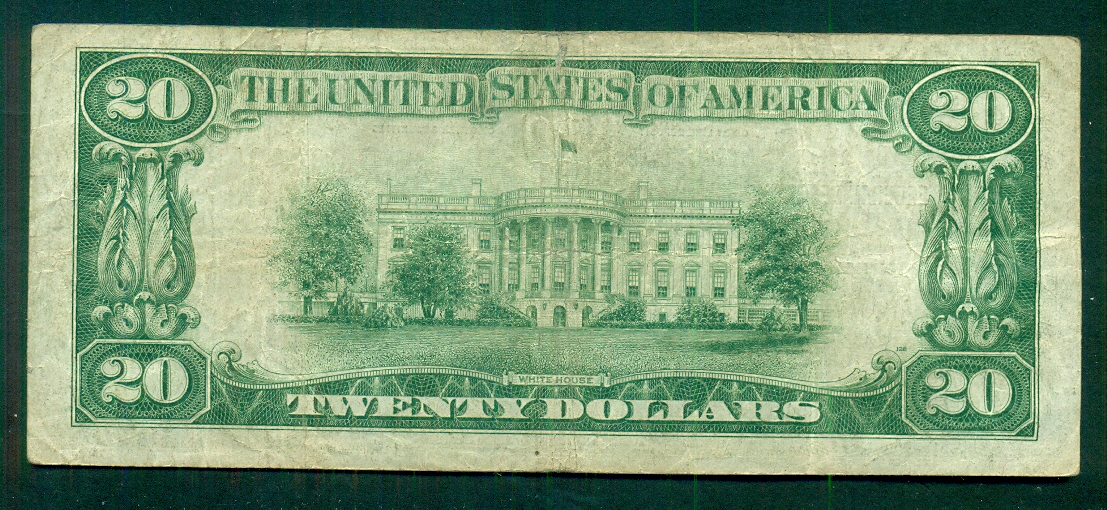 20 THE UNITED STATES OF AMERICA 20
WHITE HOUSE
20 TWENTY DOLLARS 20